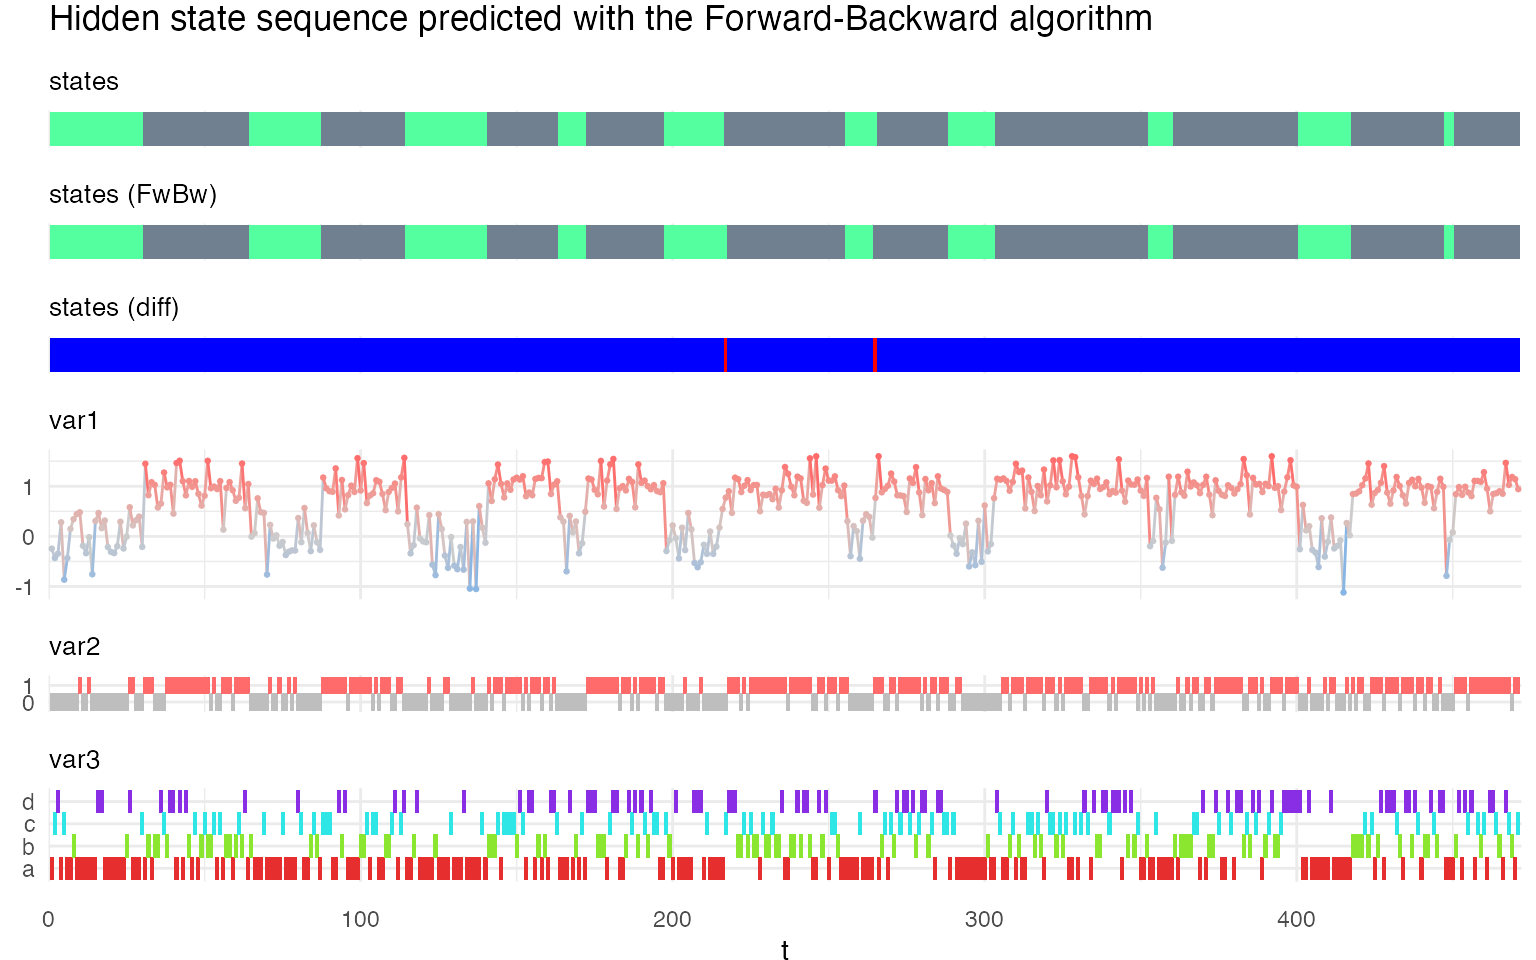 Hidden state sequence predicted with the Forward-Backward algorithm
states
states (FwBw)
states (diff)
var1
1
0
-1
var2
1
0
var3
d
c
b
a
0 100 200 300 400
t